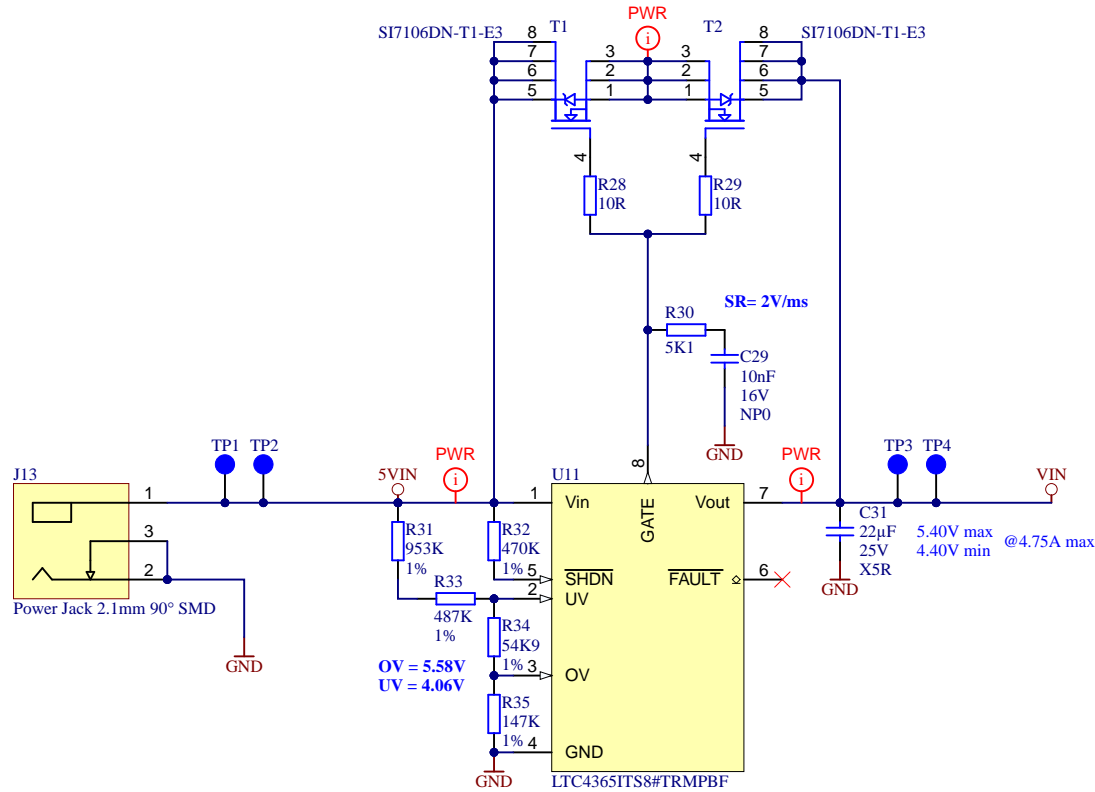 PWR
T1
T2
SI7106DN-T1-E3
SI7106DN-T1-E3
8
7
6
5
3
2
1
3
2
1
8
7
6
5
4
4
R28
10R
R29
10R
SR= 2V/ms
R30
5K1
C29
10nF
16V
NP0
GND
TP1
TP2
PWR
5VIN
J13
1
3
2
Power Jack 2.1mm 90° SMD
GND
R31
953K
1%
R32
470K
1%
R33
487K
1%
R34
54K9
1%
R35
147K
1%
OV = 5.58V
UV = 4.06V
GND
U11
8
GATE
1
Vin
5
SHDN
2
UV
3
OV
4
GND
Vout
7
FAULT
6
LTC4365ITS8#TRMPBF
PWR
TP3
TP4
VIN
C31
22µF
25V
X5R
GND
5.40V max
4.40V min
@4.75A max